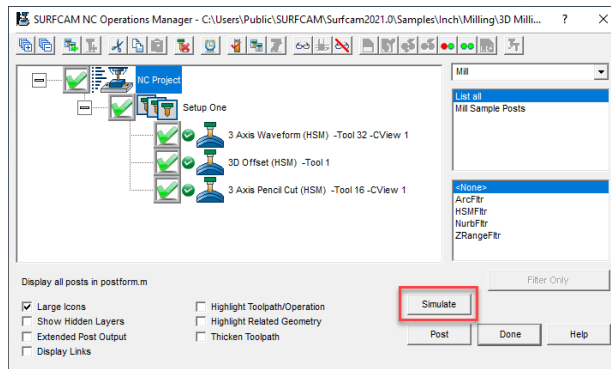 SURFCAM NC Operations Manager - C:\Users\Public\SURFCAM\Surfcam2021.0\Samples\Inch\Milling\3D Milli... ? ×
NC Project
Setup One
3 Axis Waveform (HSM) -Tool 32 -CView 1
3D Offset (HSM) -Tool 1
3 Axis Pencil Cut (HSM) -Tool 16 -CView 1
Mill
List all
Mill Sample Posts
<None>
ArcFltr
HSMFltr
NurbFltr
ZRangeFltr
Display all posts in postform.m
Filter Only
Large Icons
Show Hidden Layers
Extended Post Output
Display Links
Highlight Toolpath/Operation
Highlight Related Geometry
Thicken Toolpath
Simulate
Post
Done
Help